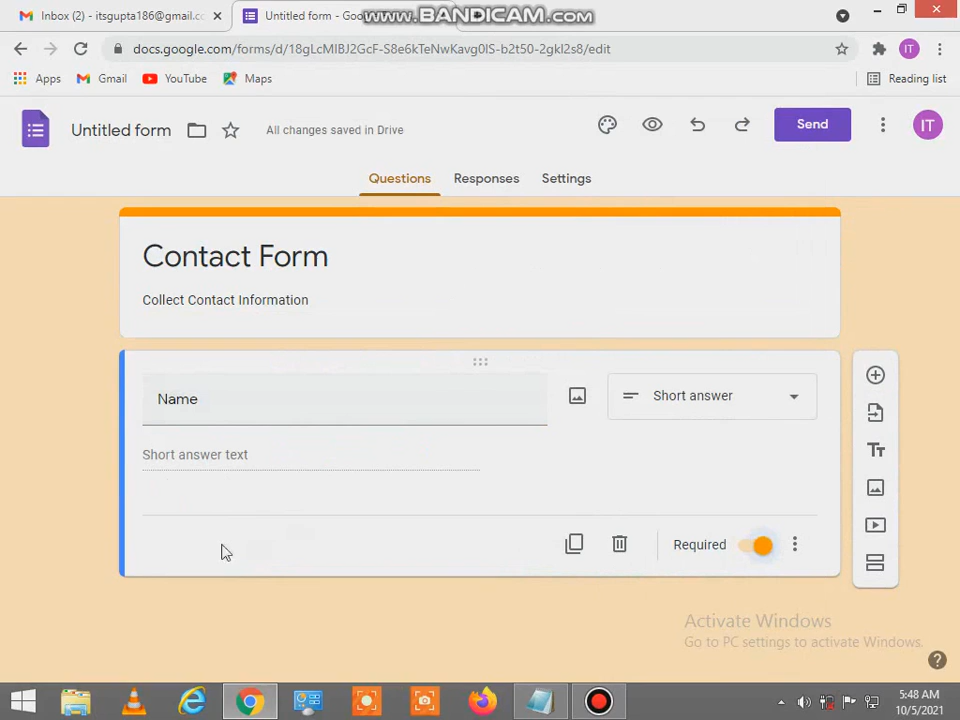 Inbox (2) - itsgupta186@gmail.c
Untitled form - Goo
www.BANDICAM.com
docs.google.com/forms/d/18gLcMIBJ2GcF-S8e6kTeNwKavg0IS-b2t50-2gkI2s8/edit
IT
Apps
Gmail
YouTube
Maps
Reading list
Untitled form
All changes saved in Drive
Send
IT
Questions
Responses
Settings
Contact Form
Collect Contact Information
Name
Short answer
Short answer text
Required
Activate Windows
Go to PC settings to activate Windows.
5:48 AM
10/5/2021